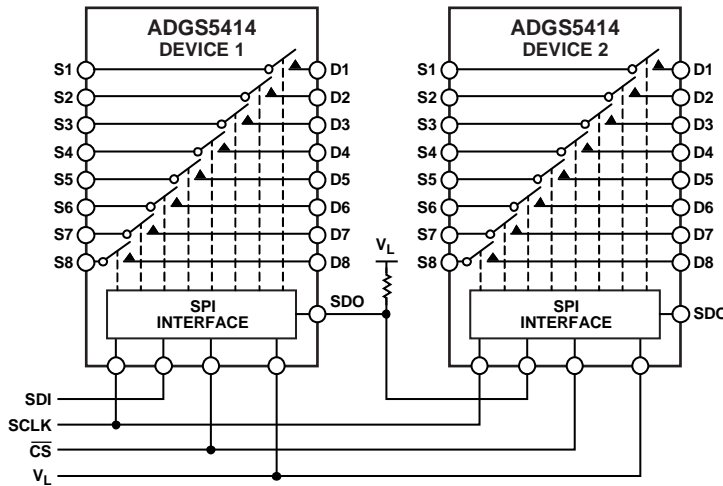 ADGS5414
DEVICE 1
S1
S2
S3
S4
S5
S6
S7
S8
D1
D2
D3
D4
D5
D6
D7
D8
SPI
INTERFACE
SDO
VL
ADGS5414
DEVICE 2
S1
S2
S3
S4
S5
S6
S7
S8
D1
D2
D3
D4
D5
D6
D7
D8
SPI
INTERFACE
SDO
SDI
SCLK
CS
VL